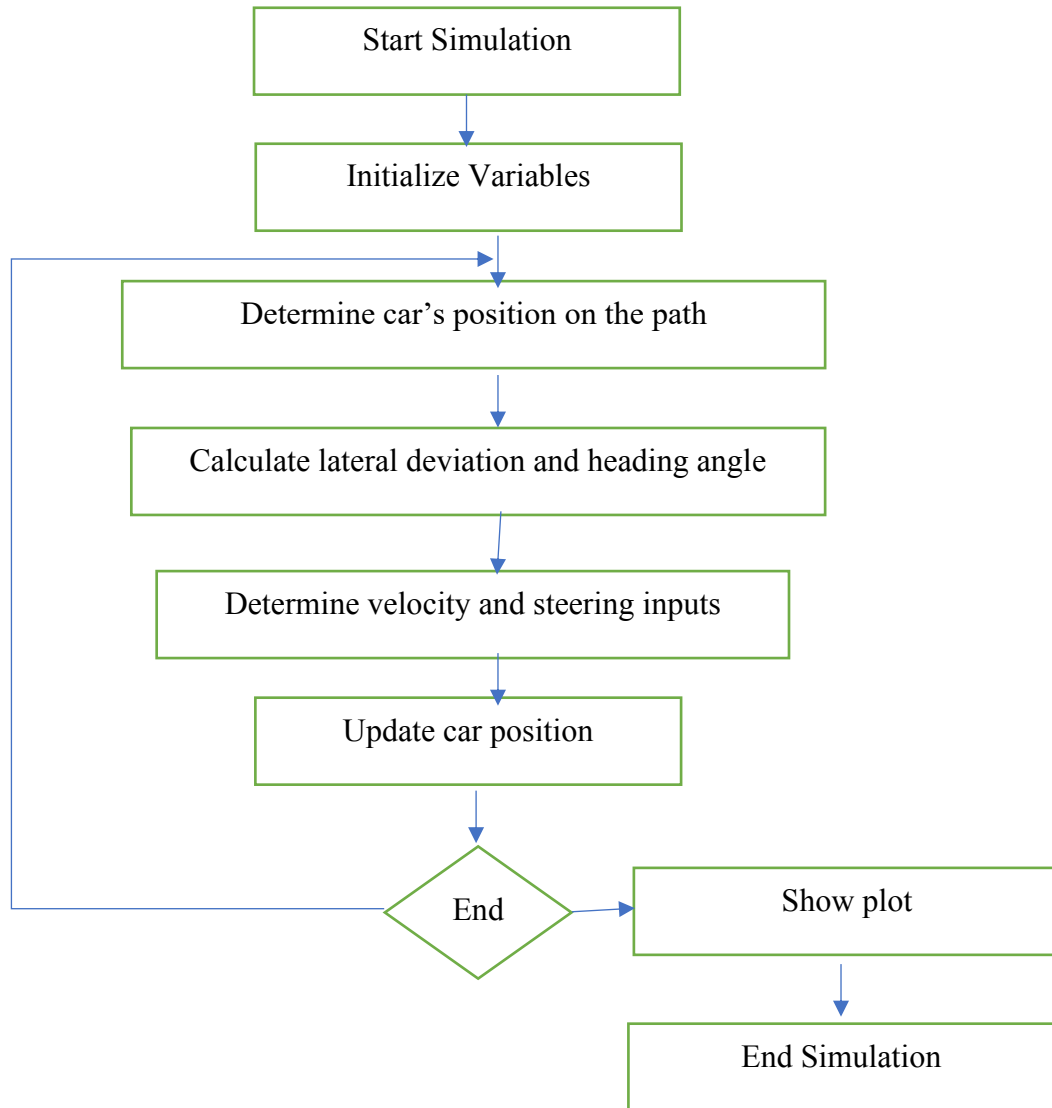 Start Simulation
Initialize Variables
Determine car’s position on the path
Calculate lateral deviation and heading angle
Determine velocity and steering inputs
Update car position
End
Show plot
End Simulation